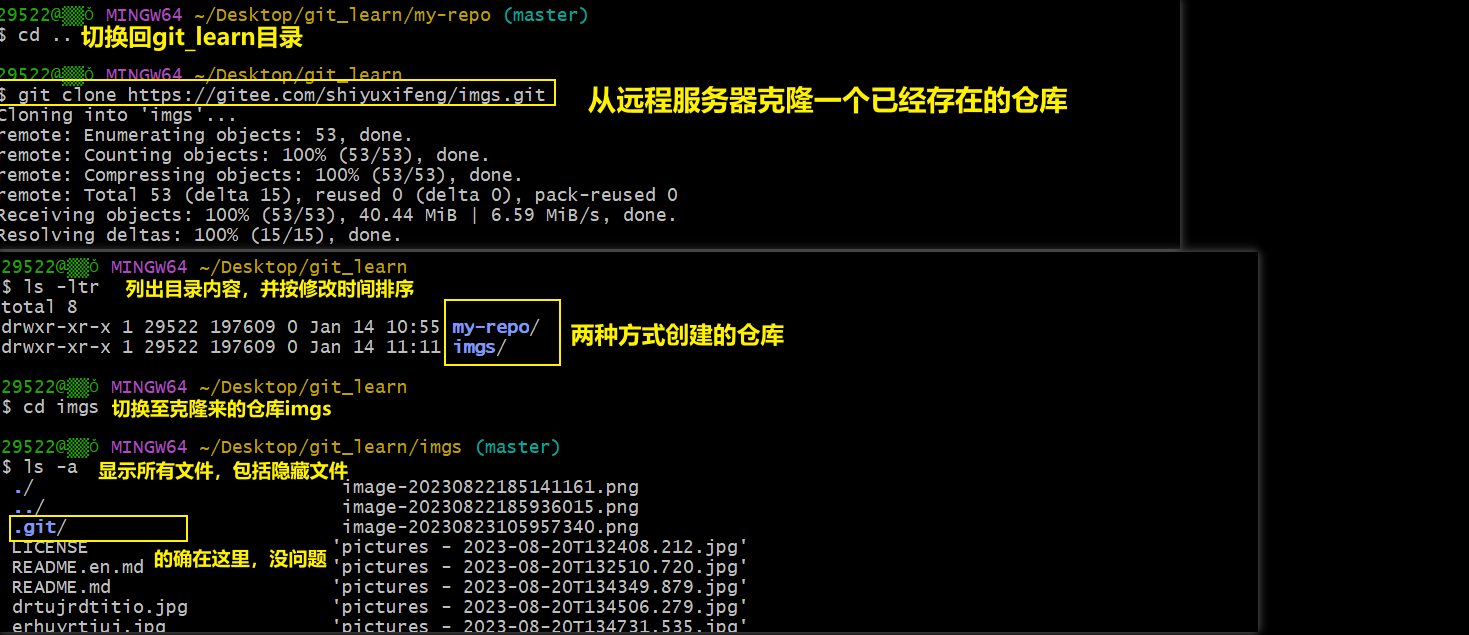 29522@ MINGW64 ~/Desktop/git_learn/my-repo (master)
$ cd .. 切换回git_learn目录
29522@ MINGW64 ~/Desktop/git_learn
$ git clone https://gitee.com/shiyuxifeng/imgs.git 从远程服务器克隆一个已经存在的仓库
Cloning into 'imgs'...
remote: Enumerating objects: 53, done.
remote: Counting objects: 100% (53/53), done.
remote: Compressing objects: 100% (53/53), done.
remote: Total 53 (delta 15), reused 0 (delta 0), pack-reused 0
Receiving objects: 100% (53/53), 40.44 MiB | 6.59 MiB/s, done.
Resolving deltas: 100% (15/15), done.
29522@ MINGW64 ~/Desktop/git_learn
$ ls -ltr 列出目录内容，并按修改时间排序
total 8
drwxr-xr-x 1 29522 197609 0 Jan 14 10:55 my-repo/
drwxr-xr-x 1 29522 197609 0 Jan 14 11:11 imgs/
两种方式创建的仓库
29522@ MINGW64 ~/Desktop/git_learn
$ cd imgs 切换至克隆来的仓库imgs
29522@ MINGW64 ~/Desktop/git_learn/imgs (master)
$ ls -a 显示所有文件，包括隐藏文件
./ image-20230822185141161.png
../ image-20230822185936015.png
.git/ image-20230823105957340.png
LICENSE 'pictures - 2023-08-20T132408.212.jpg'
的确在这里，没问题
README.en.md 'pictures - 2023-08-20T132510.720.jpg'
README.md 'pictures - 2023-08-20T134349.879.jpg'
drtujrdtitio.jpg 'pictures - 2023-08-20T134506.279.jpg'
erhuyrtiui.jpg 'pictures - 2023-08-20T134731.535.jpg'